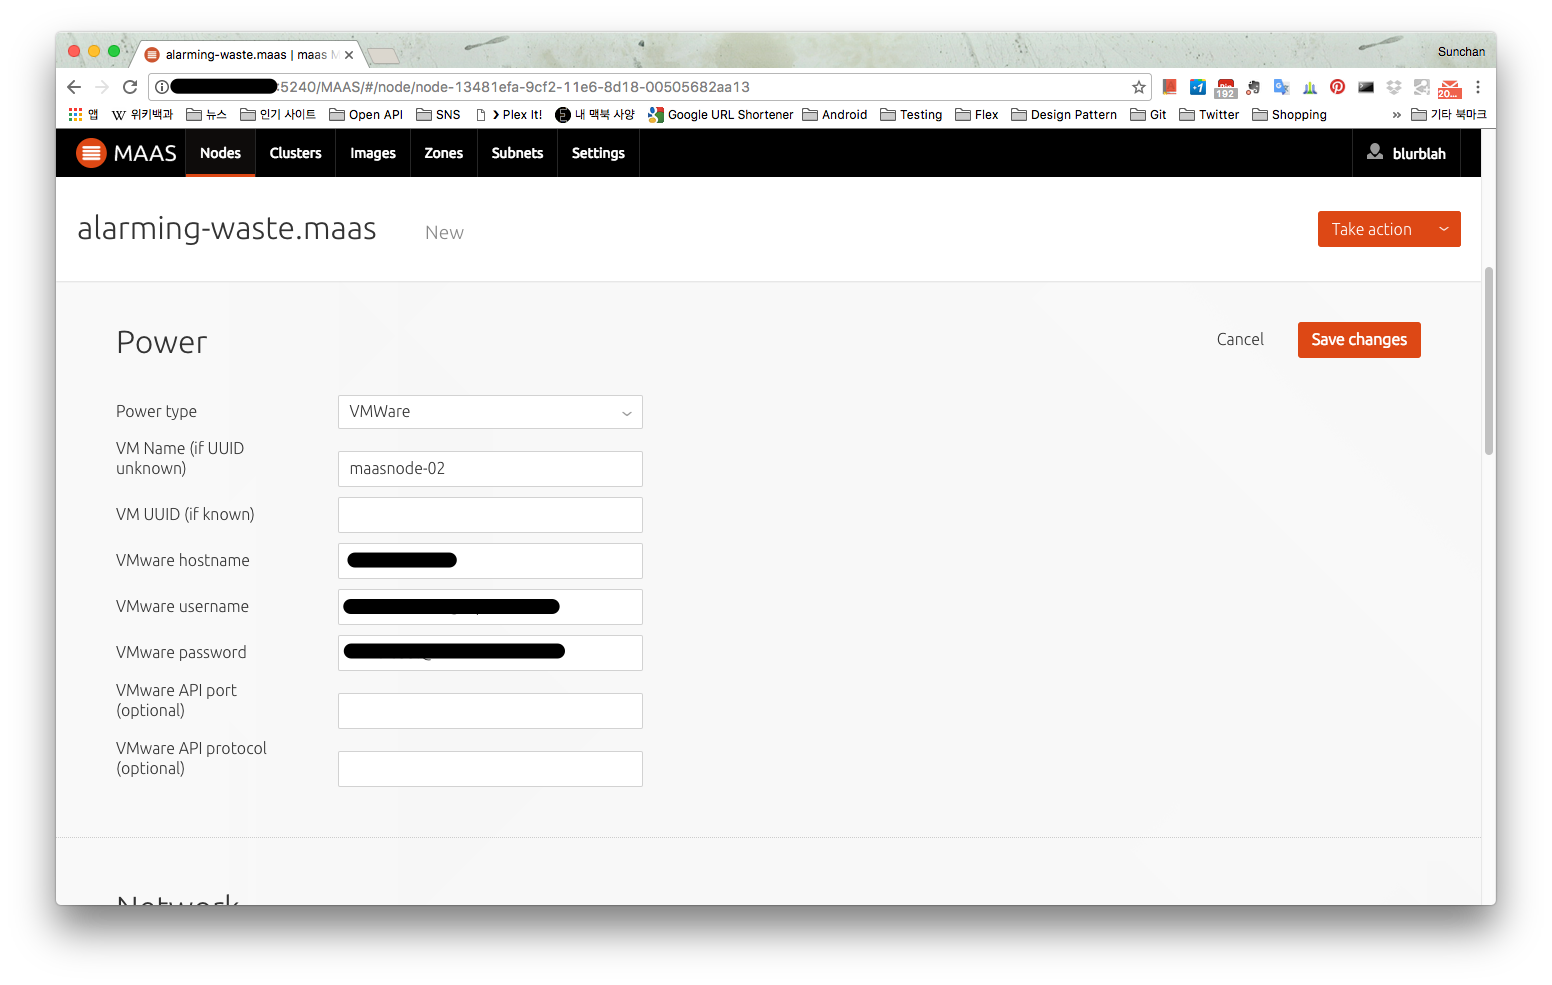 alarming-waste.maas | maas M
Sunchan
:5240/MAAS/#/node/node-13481efa-9cf2-11e6-8d18-00505682aa13
192
20...
앱 위키백과 뉴스 인기 사이트 Open API SNS ❯ Plex It! 내 맥북 사양 Google URL Shortener Android Testing Flex Design Pattern Git Twitter Shopping » 기타 북마크
MAAS Nodes Clusters Images Zones Subnets Settings blurblah
alarming-waste.maas New Take action
Power Cancel Save changes
Power type VMWare
VM Name (if UUID
unknown) maasnode-02
VM UUID (if known)
VMware hostname
VMware username
VMware password
VMware API port
(optional)
VMware API protocol
(optional)
Network